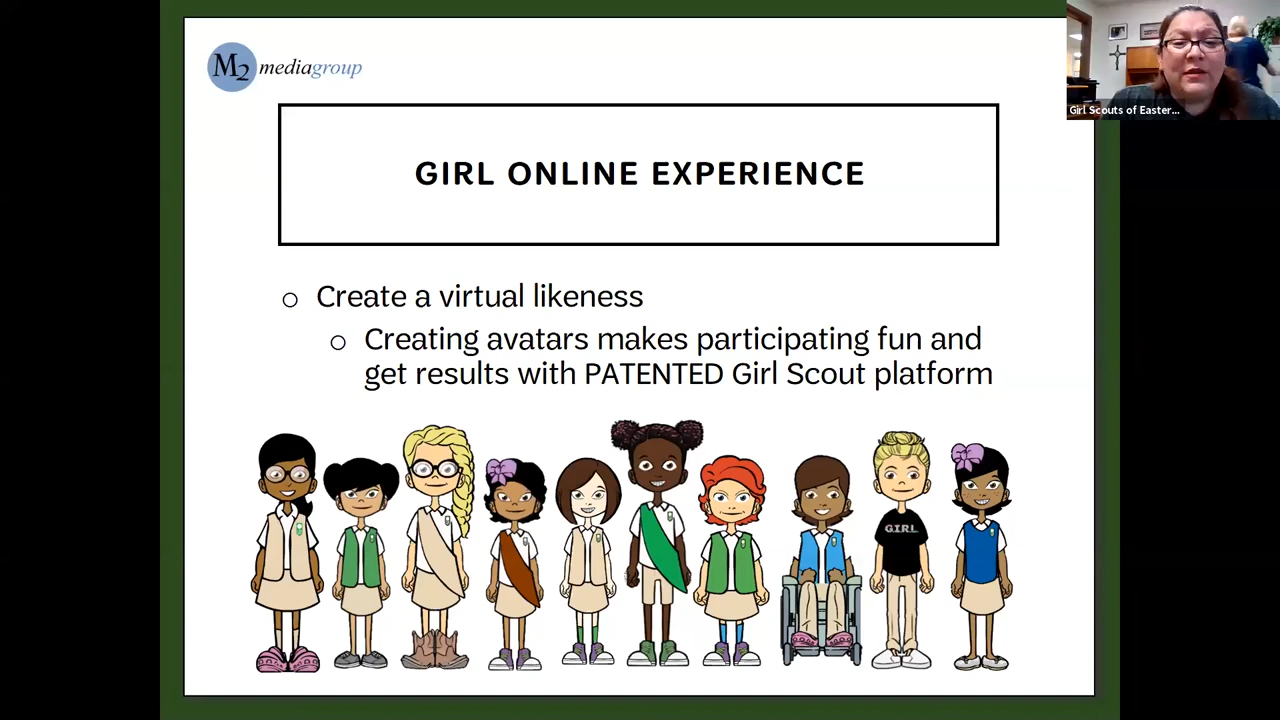 M2 mediagroup
Girl Scouts of Easter...
GIRL ONLINE EXPERIENCE
Create a virtual likeness
Creating avatars makes participating fun and
get results with PATENTED Girl Scout platform
G.I.R.L.